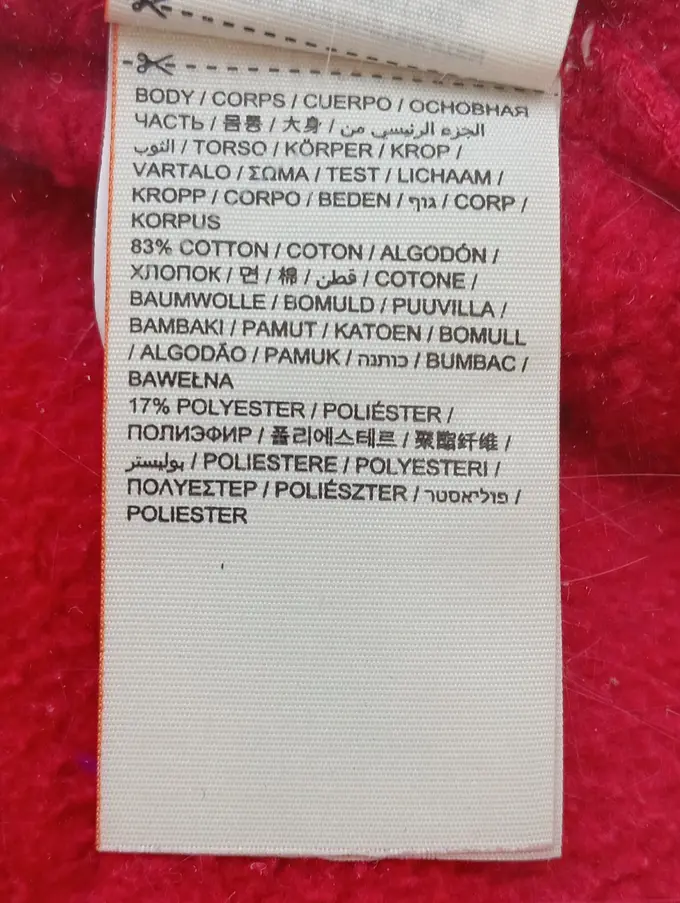 BODY / CORPS / CUERPO / ОСНОВНАЯ
ЧАСТЬ / 몸통 / 大身 / الجزء الرئيسي من
الثوب / TORSO / KÖRPER / KROP /
VARTALO / ΣΩΜΑ / TEST / LICHAAM /
KROPP / CORPO / BEDEN / גוף / CORP /
KORPUS
83% COTTON / COTON / ALGODÓN /
ХЛОПОК / 면 / 棉 / قطن / COTONE /
BAUMWOLLE / BOMULD / PUUVILLA /
BAMBAKI / PAMUT / KATOEN / BOMULL
/ ALGODÃO / PAMUK / כותנה / BUMBAC /
BAWEŁNA
17% POLYESTER / POLIÉSTER /
ПОЛИЭФИР / 폴리에스테르 / 聚酯纤维 /
بوليستر / POLIESTERE / POLYESTERI /
ΠΟΛΥΕΣΤΕΡ / POLIÉSZTER / פוליאסטר /
POLIESTER